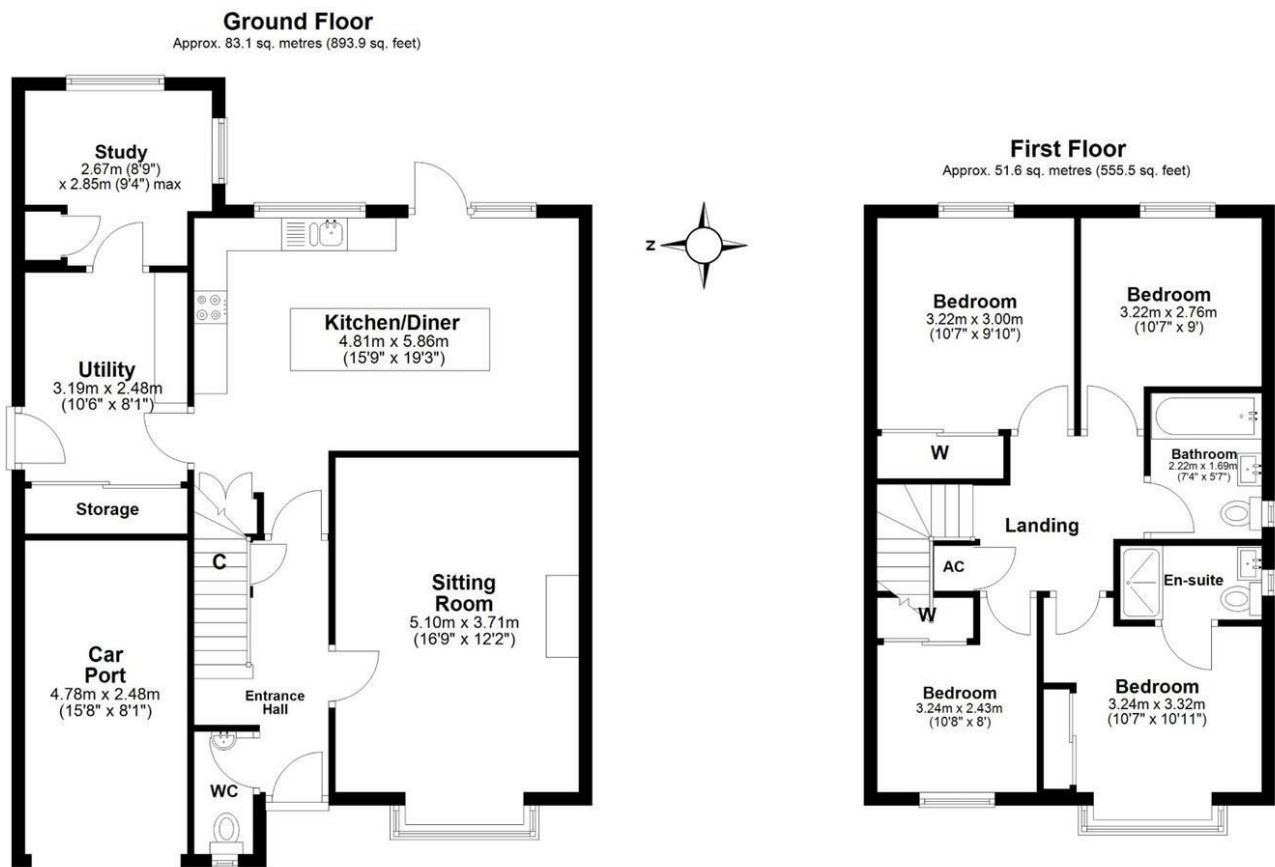 Ground Floor
Approx. 83.1 sq. metres (893.9 sq. feet)
Study
2.67m (8'9")
x 2.85m (9'4") max
Kitchen/Diner
4.81m x 5.86m
(15'9" x 19'3")
Utility
3.19m x 2.48m
(10'6" x 8'1")
Storage
C
Sitting
Room
5.10m x 3.71m
(16'9" x 12'2")
Car
Port
4.78m x 2.48m
(15'8" x 8'1")
Entrance
Hall
WC
N
First Floor
Approx. 51.6 sq. metres (555.5 sq. feet)
Bedroom
3.22m x 3.00m
(10'7" x 9'10")
Bedroom
3.22m x 2.76m
(10'7" x 9')
W
Bathroom
2.22m x 1.69m
(7'4" x 5'7")
Landing
AC
En-suite
W
Bedroom
3.24m x 2.43m
(10'8" x 8')
Bedroom
3.24m x 3.32m
(10'7" x 10'11")